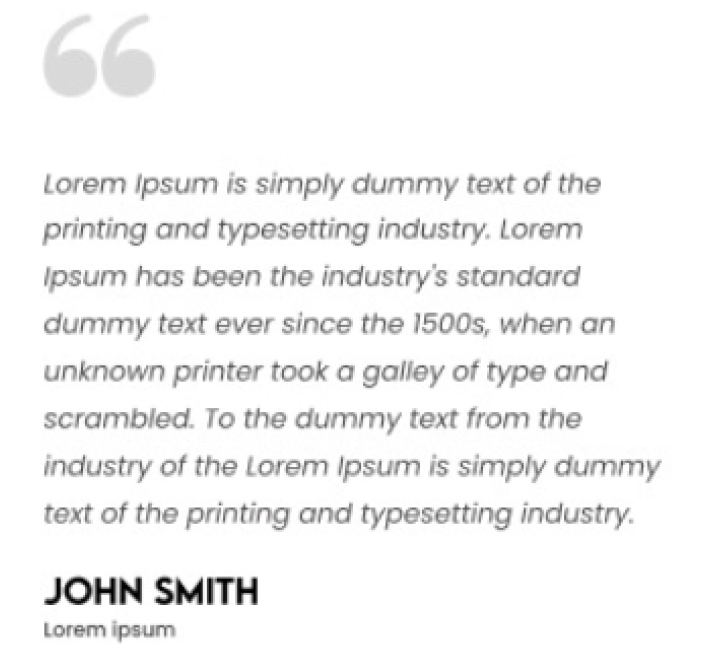 “
Lorem Ipsum is simply dummy text of the
printing and typesetting industry. Lorem
Ipsum has been the industry's standard
dummy text ever since the 1500s, when an
unknown printer took a galley of type and
scrambled. To the dummy text from the
industry of the Lorem Ipsum is simply dummy
text of the printing and typesetting industry.
JOHN SMITH
Lorem ipsum